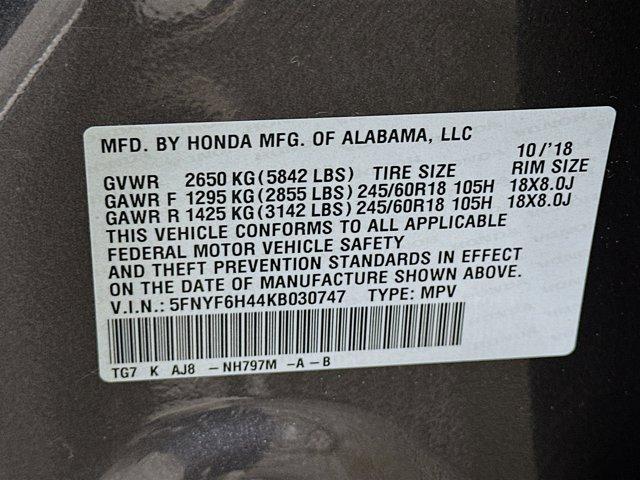 MFD. BY HONDA MFG. OF ALABAMA, LLC
10/'18
GVWR 2650 KG(5842 LBS) TIRE SIZE RIM SIZE
GAWR F 1295 KG(2855 LBS)245/60R18 105H 18X8.0J
GAWR R 1425 KG(3142 LBS)245/60R18 105H 18X8.0J
THIS VEHICLE CONFORMS TO ALL APPLICABLE
FEDERAL MOTOR VEHICLE SAFETY
AND THEFT PREVENTION STANDARDS IN EFFECT
ON THE DATE OF MANUFACTURE SHOWN ABOVE.
V.I.N.: 5FNYF6H44KB030747 TYPE: MPV
TG7 K AJ8 -NH797M -A-B